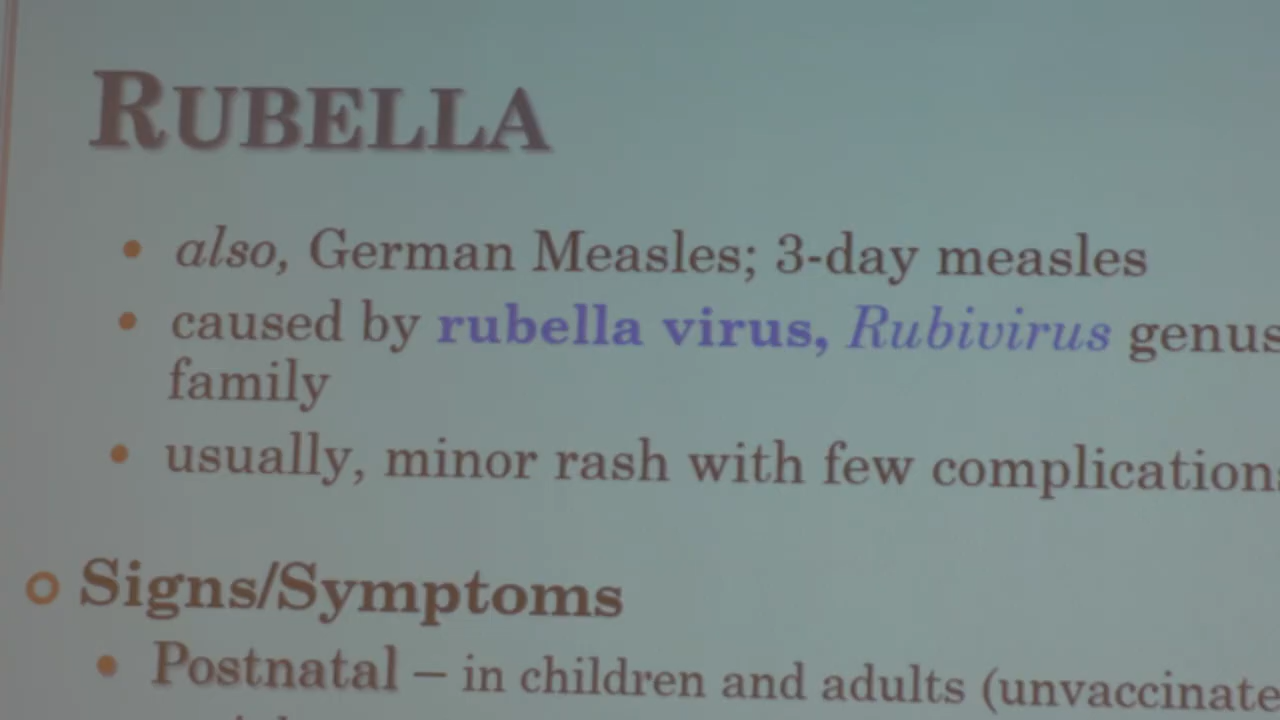 RUBELLA
• also, German Measles; 3-day measles
• caused by rubella virus, Rubivirus genus
family
• usually, minor rash with few complication
Signs/Symptoms
• Postnatal – in children and adults (unvaccinate